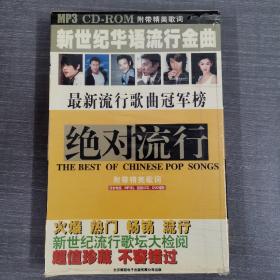 MP3 CD-ROM 附带精美歌词
新世纪华语流行金曲
最新流行歌曲冠军榜
绝对流行
THE BEST OF CHINESE POP SONGS
附带精美歌词
火爆 热门 畅销 流行
新世纪流行歌坛大检阅
超值珍藏 不容错过